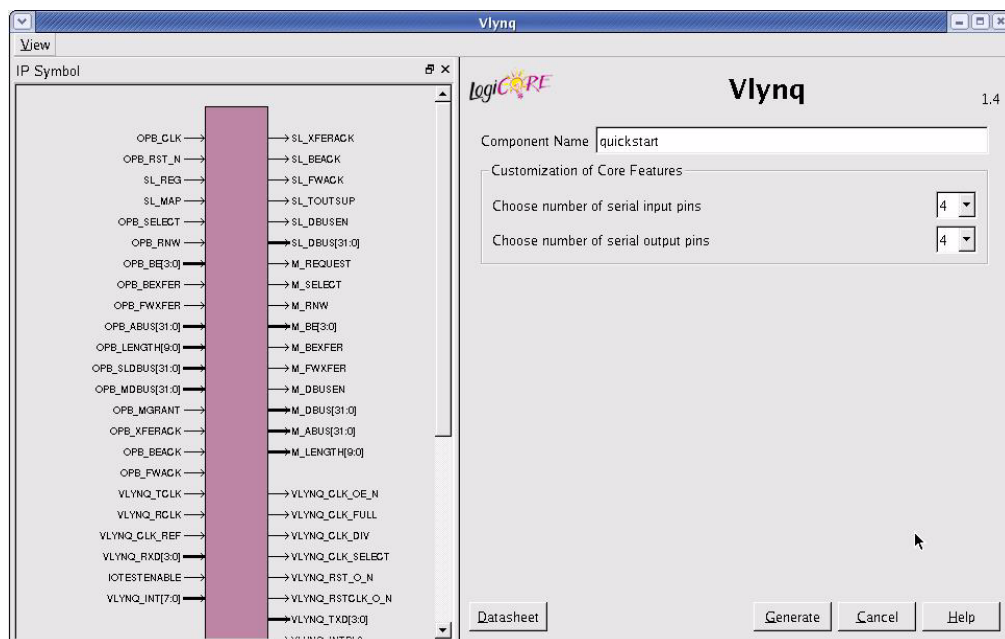 Vlynq
View
IP Symbol
OPB_CLK
OPB_RST_N
SL_REG
SL_MAP
OPB_SELECT
OPB_RNW
OPB_BE[3:0]
OPB_BEXFER
OPB_FWXFER
OPB_ABUS[31:0]
OPB_LENGTH[9:0]
OPB_SLDBUS[31:0]
OPB_MDBUS[31:0]
OPB_MGRANT
OPB_XFERACK
OPB_BEACK
OPB_FWACK
VLYNQ_TCLK
VLYNQ_RCLK
VLYNQ_CLK_REF
VLYNQ_RXD[3:0]
IOTESTENABLE
VLYNQ_INT[7:0]
SL_XFERACK
SL_BEACK
SL_FWACK
SL_TOUTSUP
SL_DBUSEN
SL_DBUS[31:0]
M_REQUEST
M_SELECT
M_RNW
M_BE[3:0]
M_BEXFER
M_FWXFER
M_DBUSEN
M_DBUS[31:0]
M_ABUS[31:0]
M_LENGTH[9:0]
VLYNQ_CLK_OE_N
VLYNQ_CLK_FULL
VLYNQ_CLK_DIV
VLYNQ_CLK_SELECT
VLYNQ_RST_O_N
VLYNQ_RSTCLK_O_N
VLYNQ_TXD[3:0]
LogiCORE
Vlynq
1.4
Component Name quickstart
Customization of Core Features
Choose number of serial input pins 4
Choose number of serial output pins 4
Datasheet Generate Cancel Help